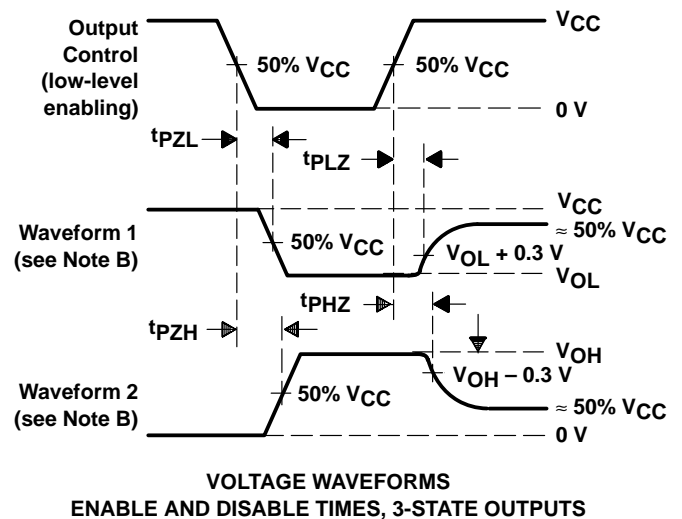 Output
Control
(low-level
enabling)
VCC
50% VCC
50% VCC
0 V
tPZL
tPLZ
VCC
Waveform 1
(see Note B)
50% VCC
≈ 50% VCC
VOL + 0.3 V
VOL
tPHZ
tPZH
VOH
Waveform 2
(see Note B)
50% VCC
VOH – 0.3 V
≈ 50% VCC
0 V
VOLTAGE WAVEFORMS
ENABLE AND DISABLE TIMES, 3-STATE OUTPUTS